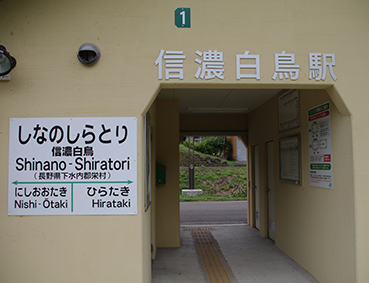 1
信濃白鳥駅
しなのしらとり
信濃白鳥
Shinano-Shiratori
（長野県下水内郡栄村）
にしおおたき ひらたき
Nishi-Ōtaki Hirataki